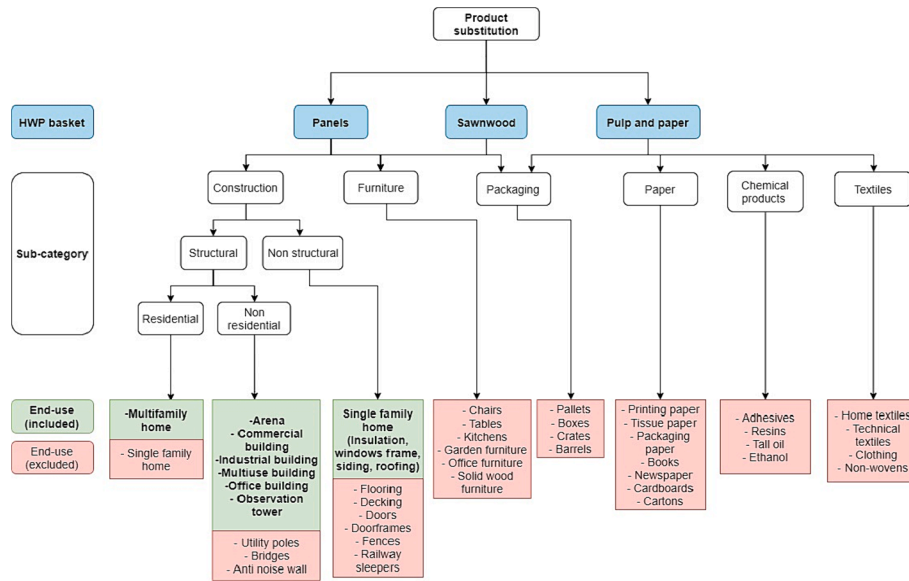 Product
substitution
HWP basket
Panels
Sawnwood
Pulp and paper
Construction
Furniture
Packaging
Paper
Chemical
products
Textiles
Sub-category
Structural
Non structural
Residential
Non
residential
End-use
(included)
End-use
(excluded)
-Multifamily
home
- Single family
home
-Arena
- Commercial
building
-Industrial building
-Multiuse building
-Office building
- Observation
tower
- Utility poles
- Bridges
- Anti noise wall
Single family
home
(Insulation,
windows frame,
siding, roofing)
- Flooring
- Decking
- Doors
- Doorframes
- Fences
- Railway
sleepers
- Chairs
- Tables
- Kitchens
- Garden furniture
- Office furniture
- Solid wood
furniture
- Pallets
- Boxes
- Crates
- Barrels
- Printing paper
- Tissue paper
- Packaging
paper
- Books
- Newspaper
- Cardboards
- Cartons
- Adhesives
- Resins
- Tall oil
- Ethanol
- Home textiles
- Technical
textiles
- Clothing
- Non-wovens